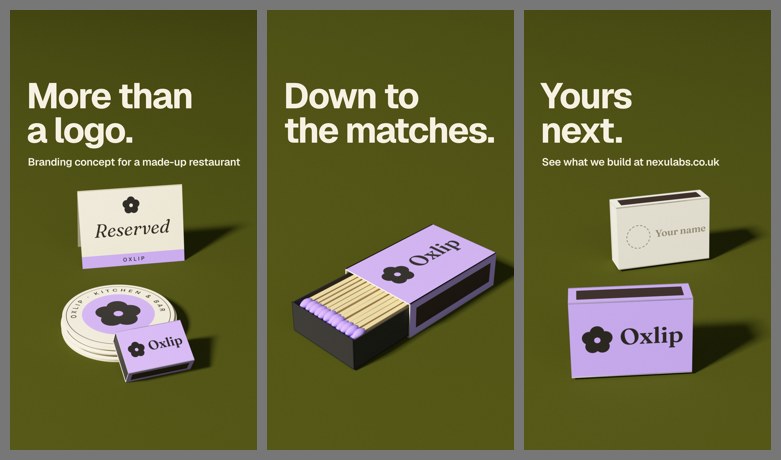 More than
a logo.
Branding concept for a made-up restaurant
Reserved
OXLIP
OXLIP · KITCHEN & BAR
Oxlip
Down to
the matches.
Oxlip
Yours
next.
See what we build at nexulabs.co.uk
Your name
Oxlip